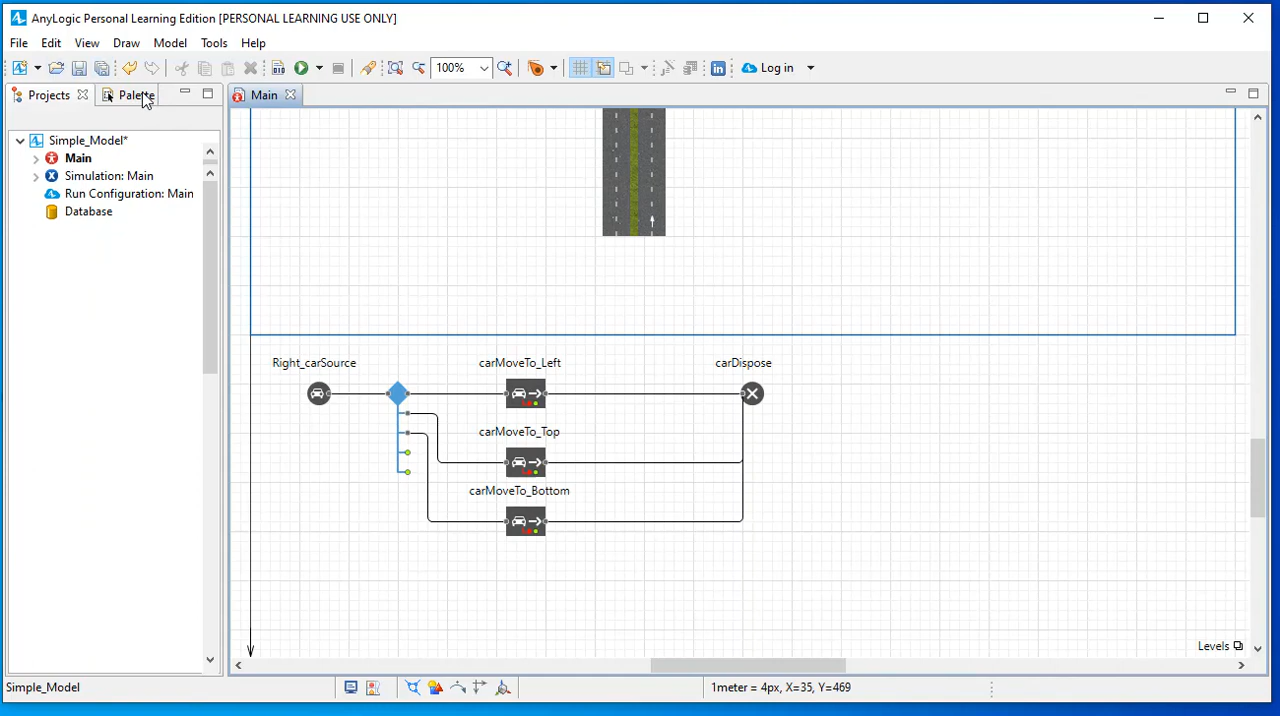 AnyLogic Personal Learning Edition [PERSONAL LEARNING USE ONLY]
File Edit View Draw Model Tools Help
100% Log in
Projects Palette Main
Simple_Model*
Main
Simulation: Main
Run Configuration: Main
Database
Right_carSource carMoveTo_Left carDispose
carMoveTo_Top
carMoveTo_Bottom
Levels
Simple_Model 1meter = 4px, X=35, Y=469